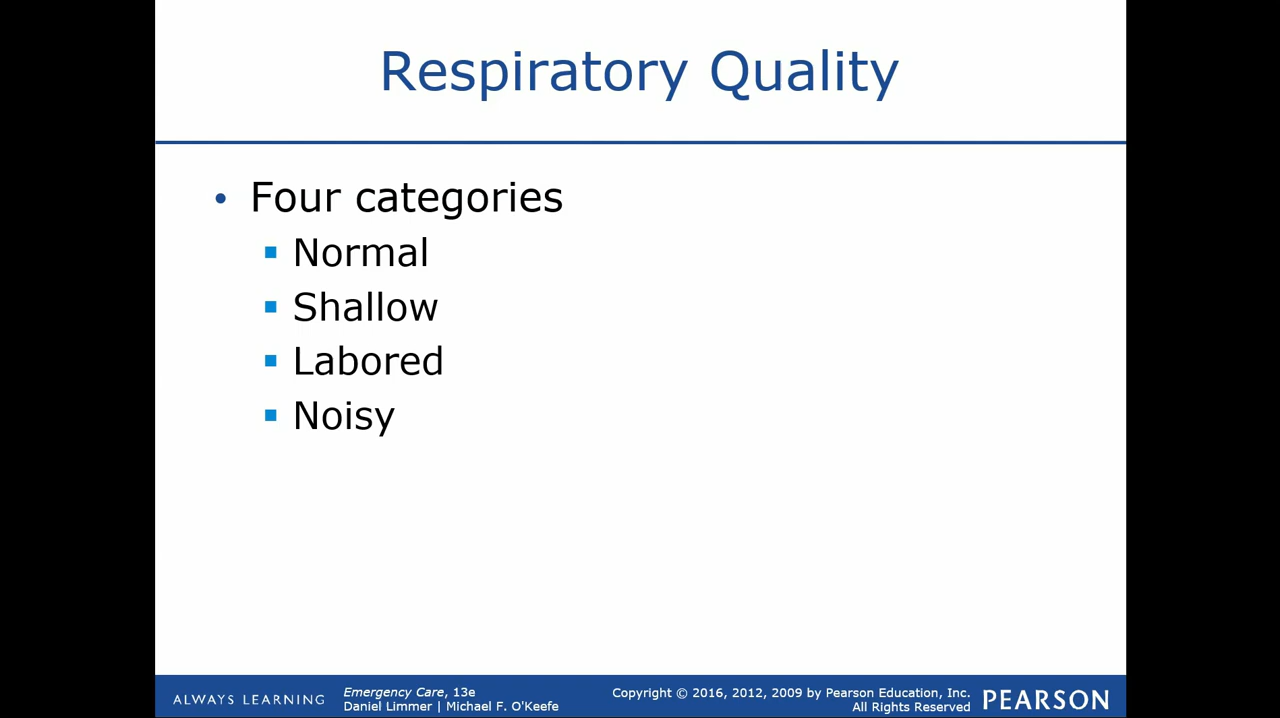 Respiratory Quality
• Four categories
▪ Normal
▪ Shallow
▪ Labored
▪ Noisy
ALWAYS LEARNING
Emergency Care, 13e
Daniel Limmer | Michael F. O'Keefe
Copyright © 2016, 2012, 2009 by Pearson Education, Inc.
All Rights Reserved
PEARSON